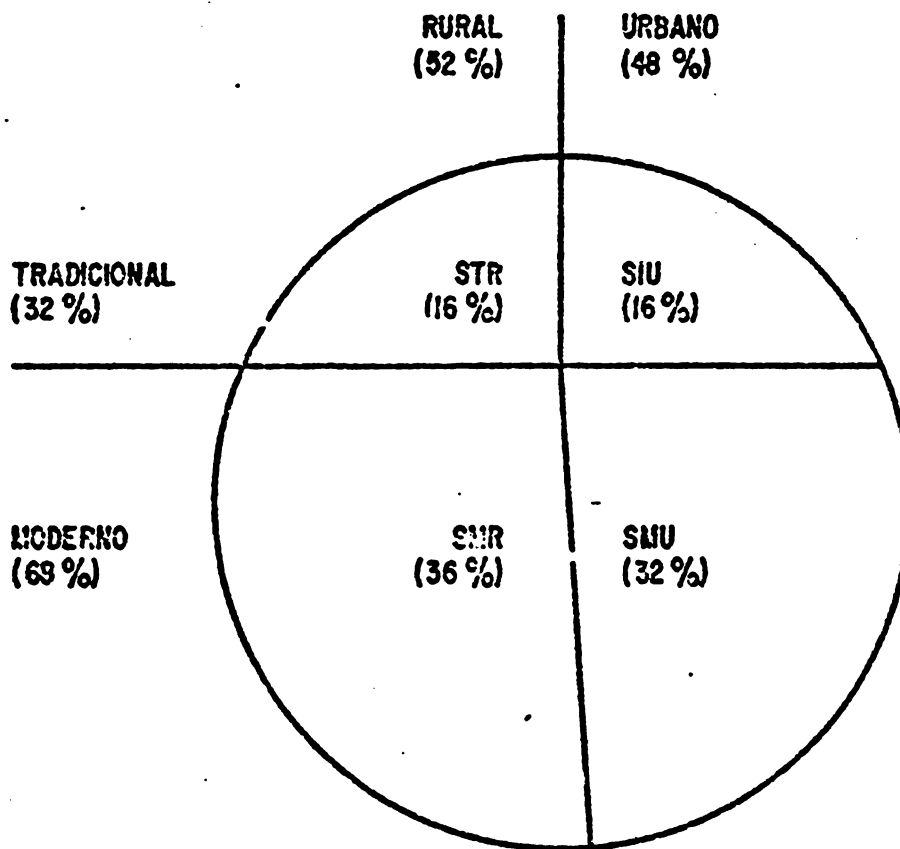 RURAL
(52 %)
URBANO
(48 %)
TRADICIONAL
(32 %)
STR
(16 %)
SIU
(16 %)
MODERNO
(68 %)
SMR
(36 %)
SMU
(32 %)